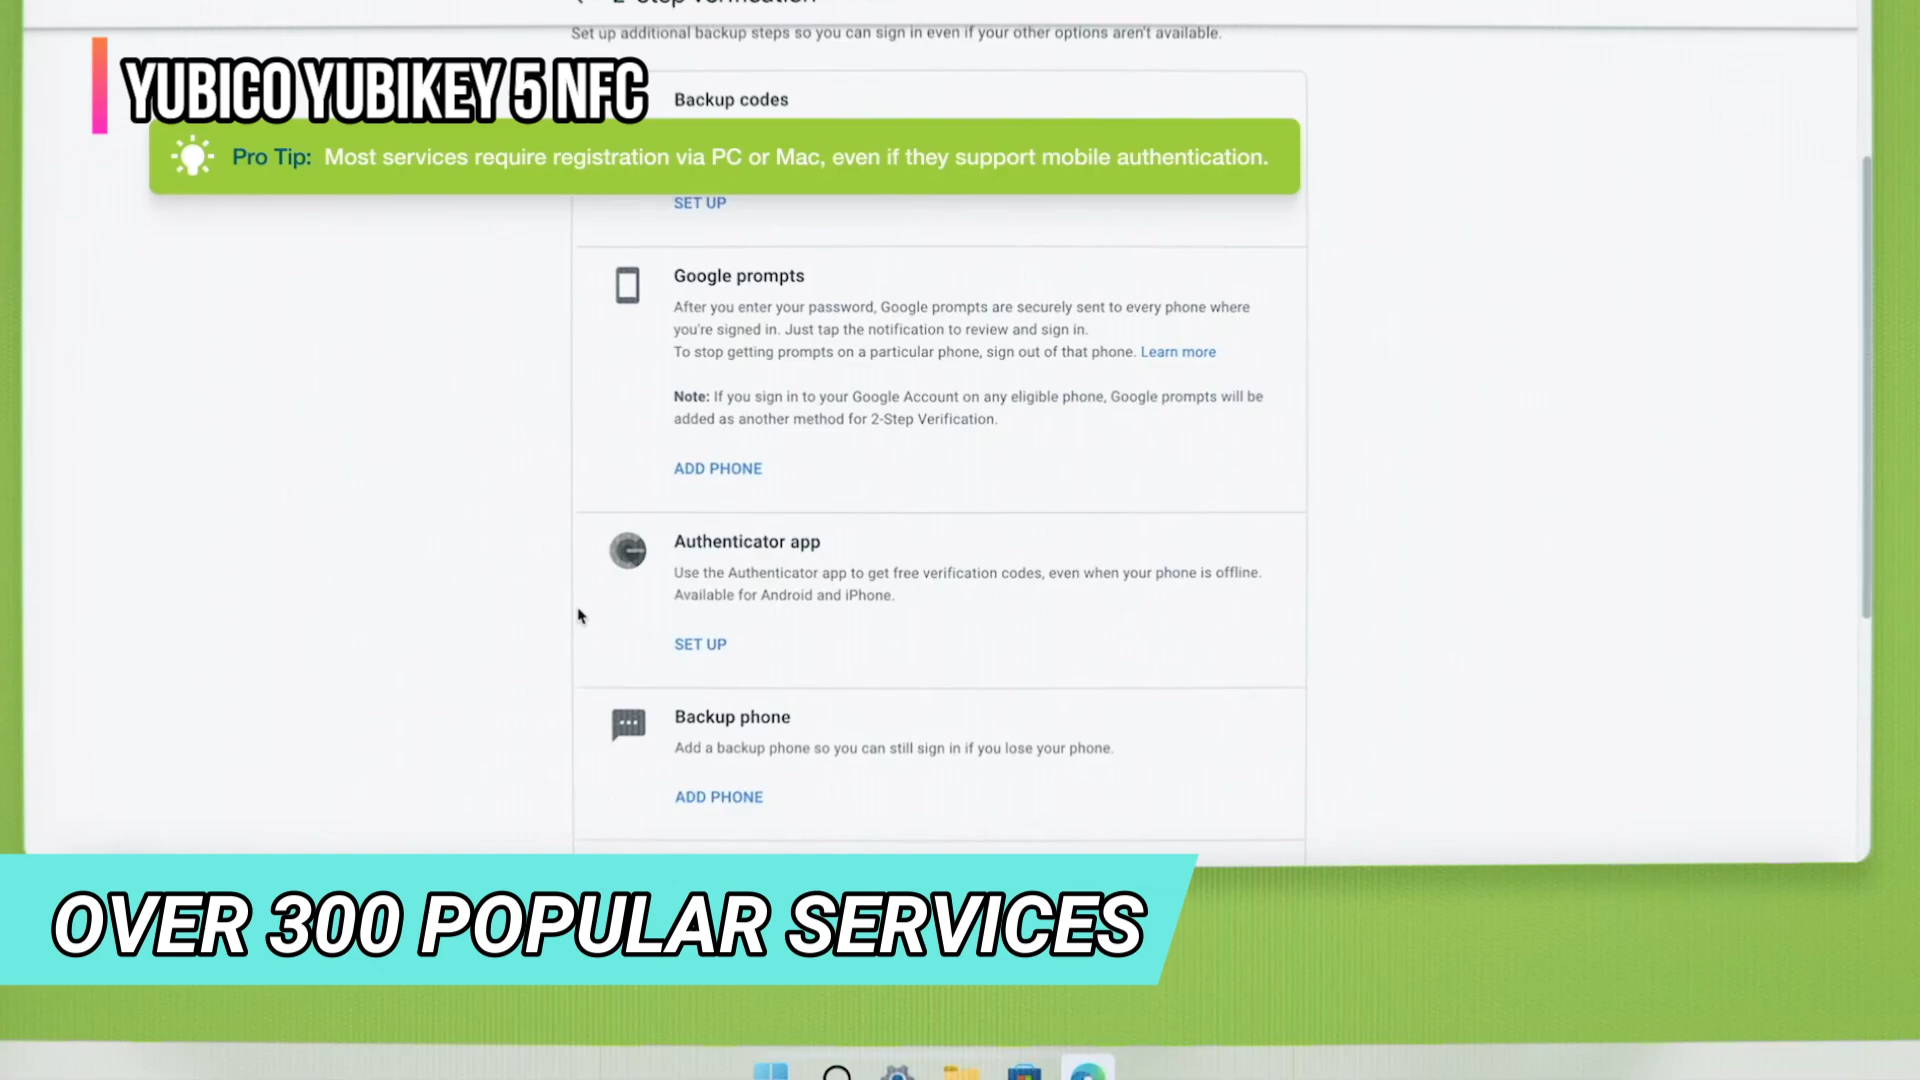 2-Step Verification
Set up additional backup steps so you can sign in even if your other options aren't available.
YUBICO YUBIKEY 5 NFC
Backup codes
Pro Tip: Most services require registration via PC or Mac, even if they support mobile authentication.
SET UP
Google prompts
After you enter your password, Google prompts are securely sent to every phone where
you're signed in. Just tap the notification to review and sign in.
To stop getting prompts on a particular phone, sign out of that phone. Learn more
Note: If you sign in to your Google Account on any eligible phone, Google prompts will be
added as another method for 2-Step Verification.
ADD PHONE
Authenticator app
Use the Authenticator app to get free verification codes, even when your phone is offline.
Available for Android and iPhone.
SET UP
Backup phone
Add a backup phone so you can still sign in if you lose your phone.
ADD PHONE
OVER 300 POPULAR SERVICES